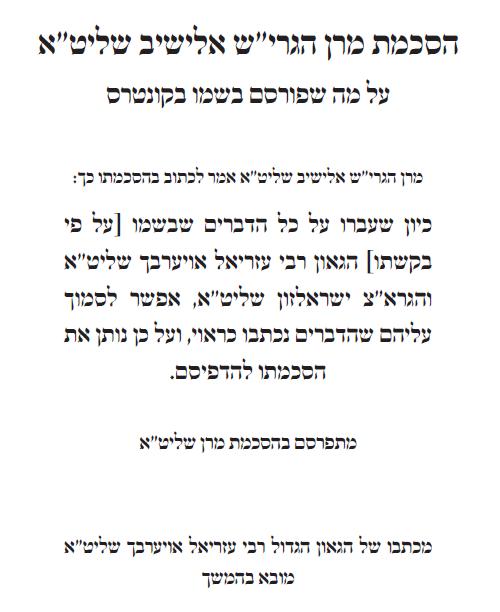 הסכמת מרן הגרי"ש אלישיב שליט"א
על מה שפורסם בשמו בקונטרס
מרן הגרי"ש אלישיב שליט"א אמר לכתוב בהסכמתו כך:
כיון שעברו על כל הדברים שבשמו [על פי
בקשתו] הגאון רבי עזריאל אויערבך שליט"א
והגרא"צ ישראלזון שליט"א, אפשר לסמוך
עליהם שהדברים נכתבו כראוי, ועל כן נותן את
הסכמתו להדפיסם.
מתפרסם בהסכמת מרן שליט"א
מכתבו של הגאון הגדול רבי עזריאל אויערבך שליט"א
מובא בהמשך